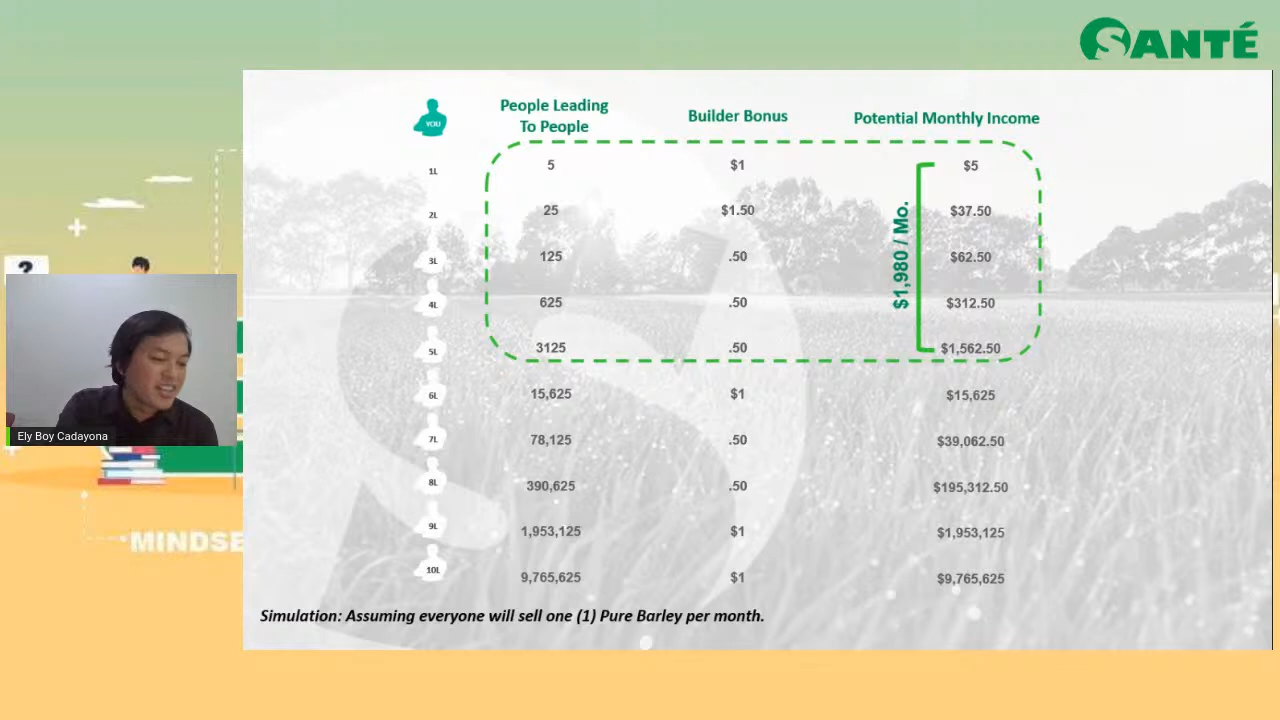 SANTÉ
YOU
People Leading
To People
Builder Bonus
Potential Monthly Income
1L 5 $1 $5
2L 25 $1.50 $37.50
3L 125 .50 $62.50
4L 625 .50 $312.50
5L 3125 .50 $1,562.50
$1,980 / Mo.
6L 15,625 $1 $15,625
7L 78,125 .50 $39,062.50
8L 390,625 .50 $195,312.50
9L 1,953,125 $1 $1,953,125
10L 9,765,625 $1 $9,765,625
Simulation: Assuming everyone will sell one (1) Pure Barley per month.
?
Ely Boy Cadayona
MINDSE